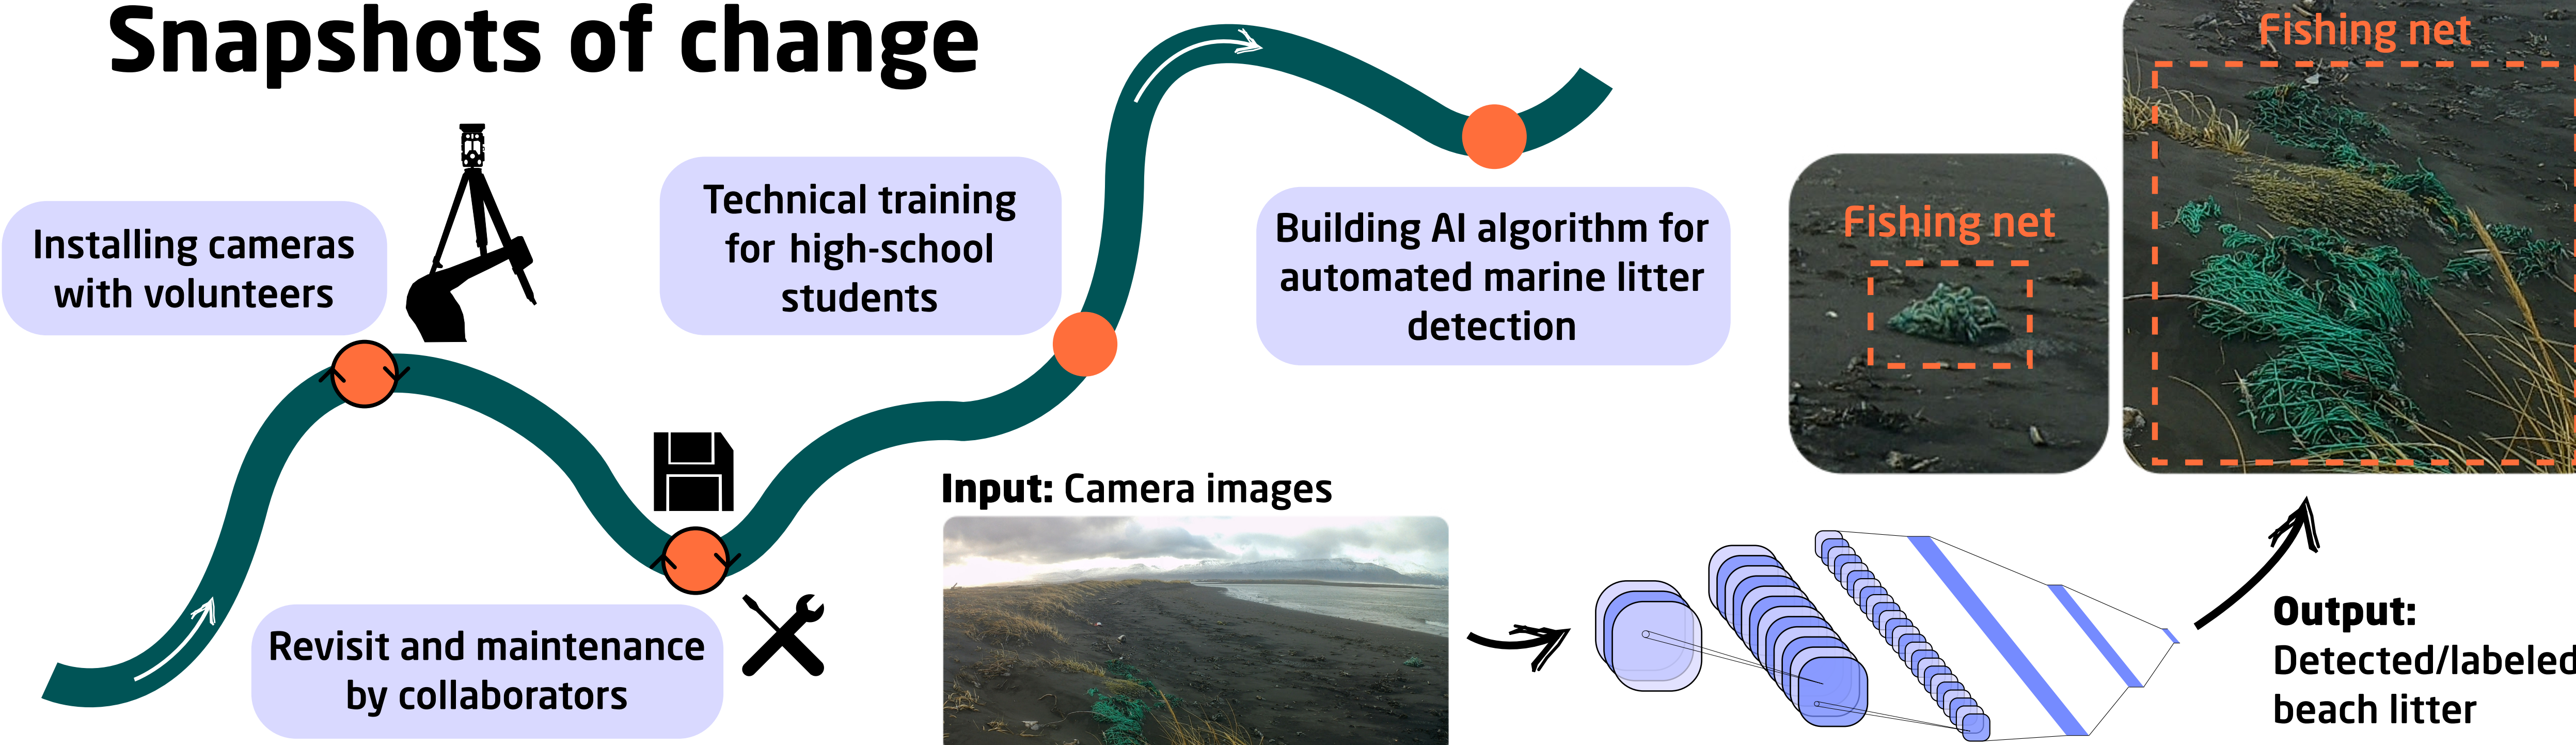 Snapshots of change
Installing cameras
with volunteers
Revisit and maintenance
by collaborators
Technical training
for high-school
students
Building AI algorithm for
automated marine litter
detection
Input: Camera images
Fishing net
Fishing net
Output:
Detected/labeled
beach litter